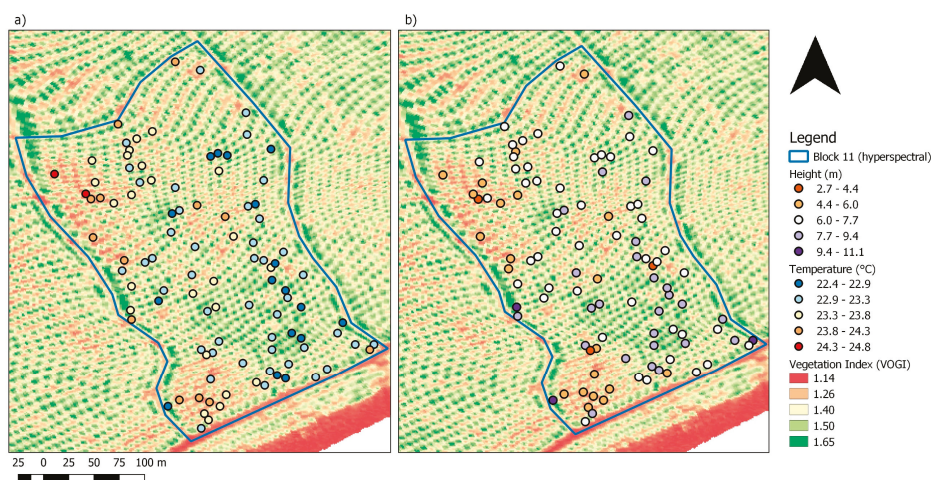 a)
b)
Legend
Block 11 (hyperspectral)
Height (m)
2.7 - 4.4
4.4 - 6.0
6.0 - 7.7
7.7 - 9.4
9.4 - 11.1
Temperature (°C)
22.4 - 22.9
22.9 - 23.3
23.3 - 23.8
23.8 - 24.3
24.3 - 24.8
Vegetation Index (VOGI)
1.14
1.26
1.40
1.50
1.65
25 0 25 50 75 100 m